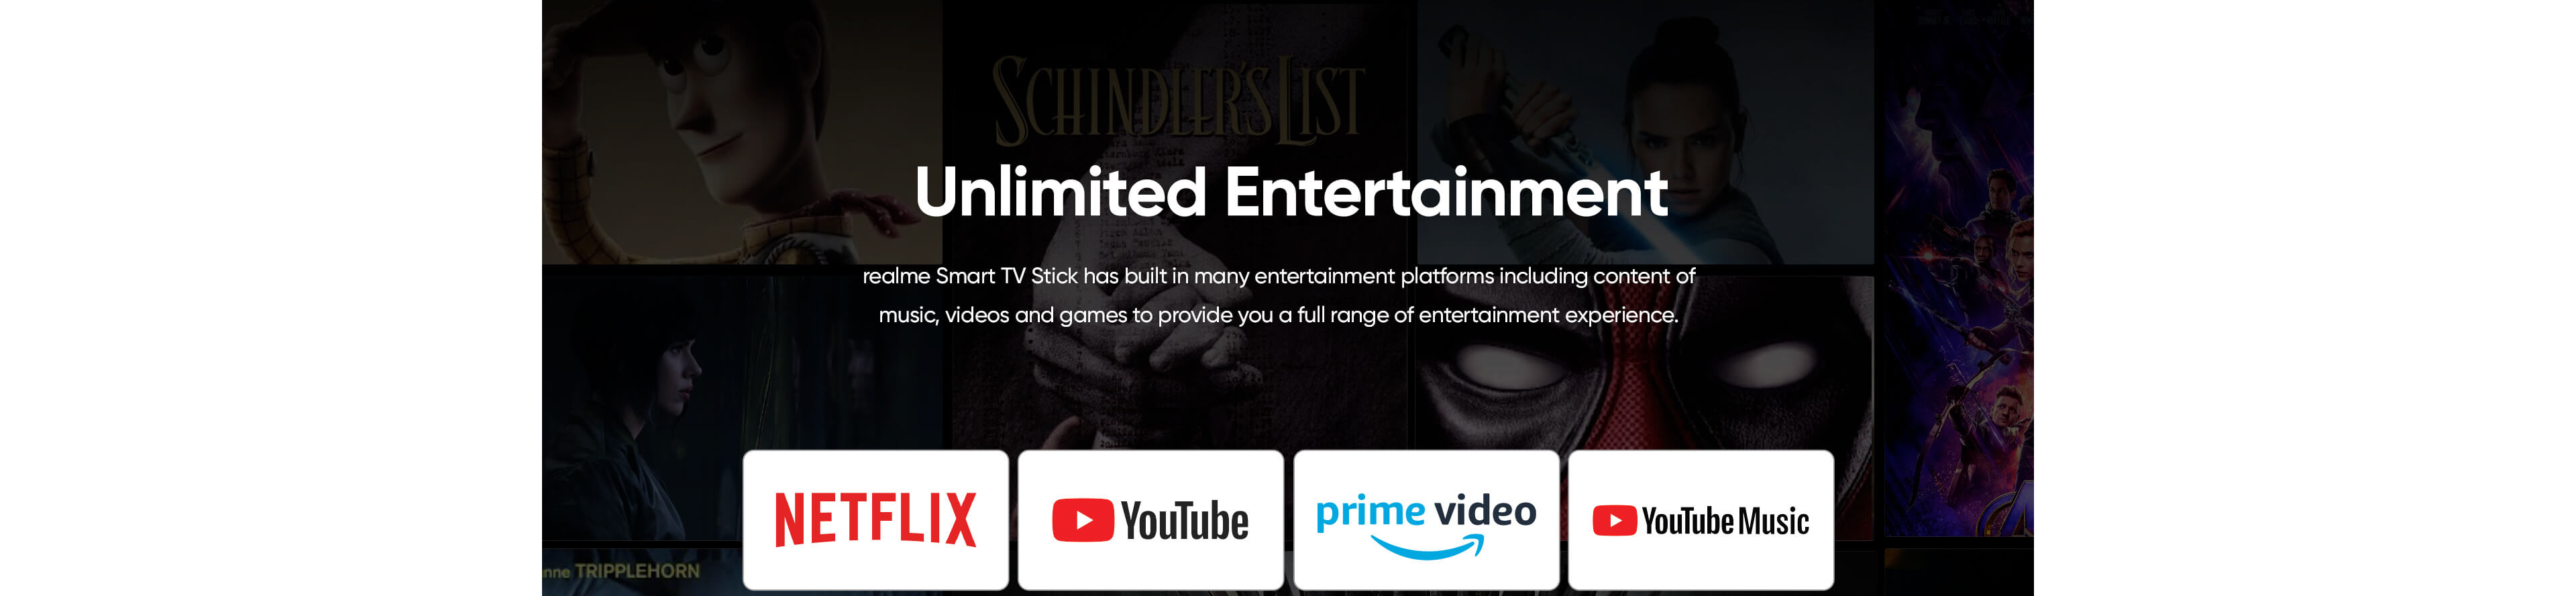 SCHINDLER'S LIST
Unlimited Entertainment
realme Smart TV Stick has built in many entertainment platforms including content of
music, videos and games to provide you a full range of entertainment experience.
NETFLIX
YouTube
prime video
YouTube Music
nne TRIPPLEHORN